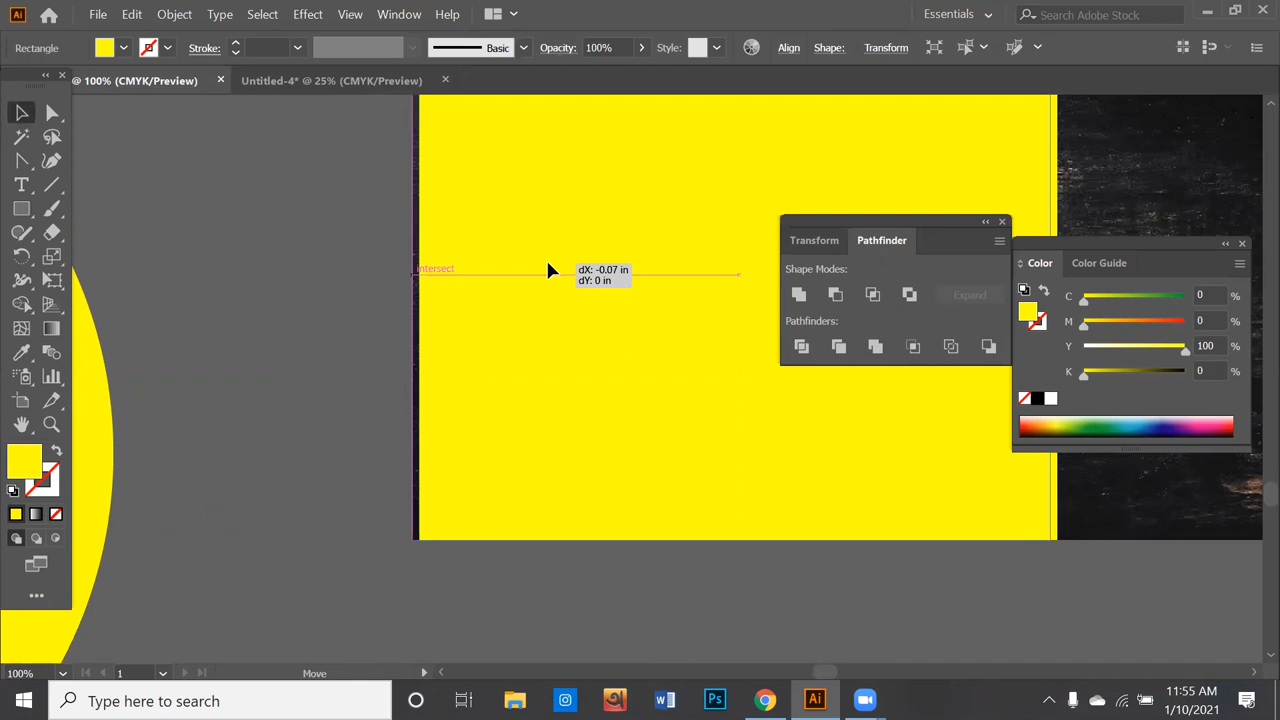 Ai File Edit Object Type Select Effect View Window Help Essentials Search Adobe Stock
Rectangle Stroke: Basic Opacity: 100% Style: Align Shape: Transform
@ 100% (CMYK/Preview) × Untitled-4* @ 25% (CMYK/Preview) ×
intersect
dX: -0.07 in
dY: 0 in
Transform Pathfinder
Shape Modes:
Expand
Pathfinders:
Color Color Guide
C 0 %
M 0 %
Y 100 %
K 0 %
100% 1 Move
Type here to search
Ps
Ai
11:55 AM
1/10/2021